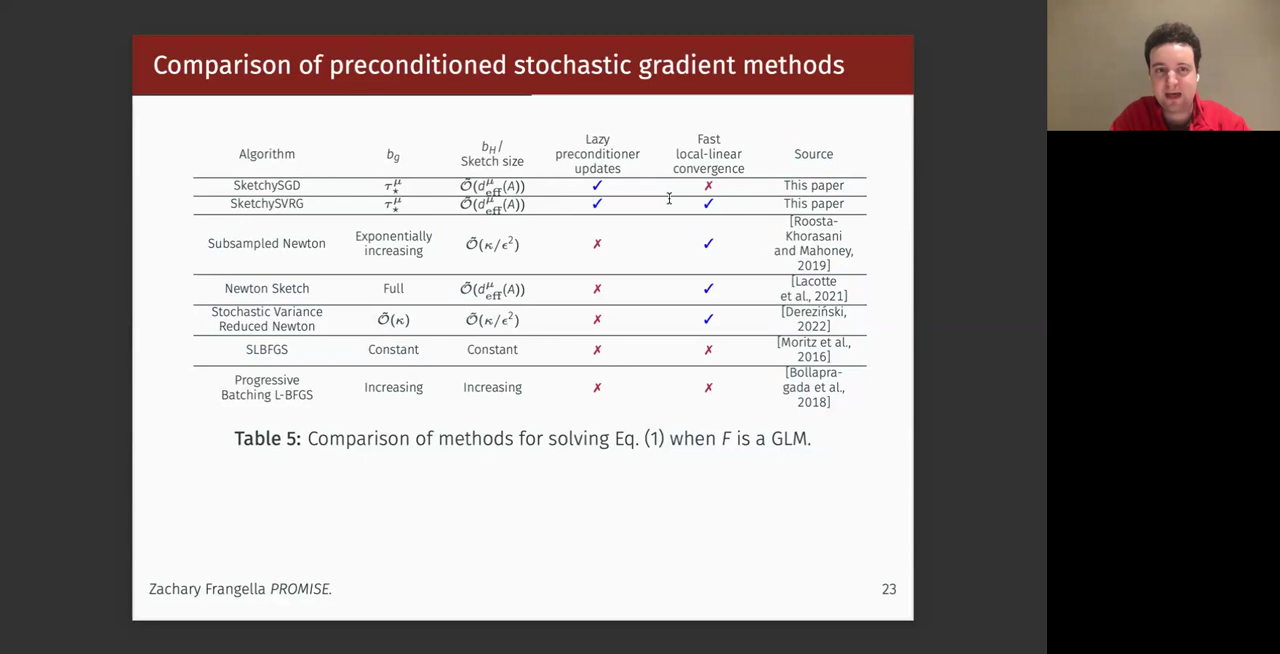 Comparison of preconditioned stochastic gradient methods
Algorithm b_g b_H/ Sketch size Lazy preconditioner updates Fast local-linear convergence Source
SketchySGD τ_⋆^μ Õ(d_eff^μ(A)) ✓ ✗ This paper
SketchySVRG τ_⋆^μ Õ(d_eff^μ(A)) ✓ ✓ This paper
Subsampled Newton Exponentially increasing Õ(κ/ϵ²) ✗ ✓ [Roosta-Khorasani and Mahoney, 2019]
Newton Sketch Full Õ(d_eff^μ(A)) ✗ ✓ [Lacotte et al., 2021]
Stochastic Variance Reduced Newton Õ(κ) Õ(κ/ϵ²) ✗ ✓ [Dereziński, 2022]
SLBFGS Constant Constant ✗ ✗ [Moritz et al., 2016]
Progressive Batching L-BFGS Increasing Increasing ✗ ✗ [Bollapragada et al., 2018]
Table 5: Comparison of methods for solving Eq. (1) when F is a GLM.
Zachary Frangella PROMISE.
23